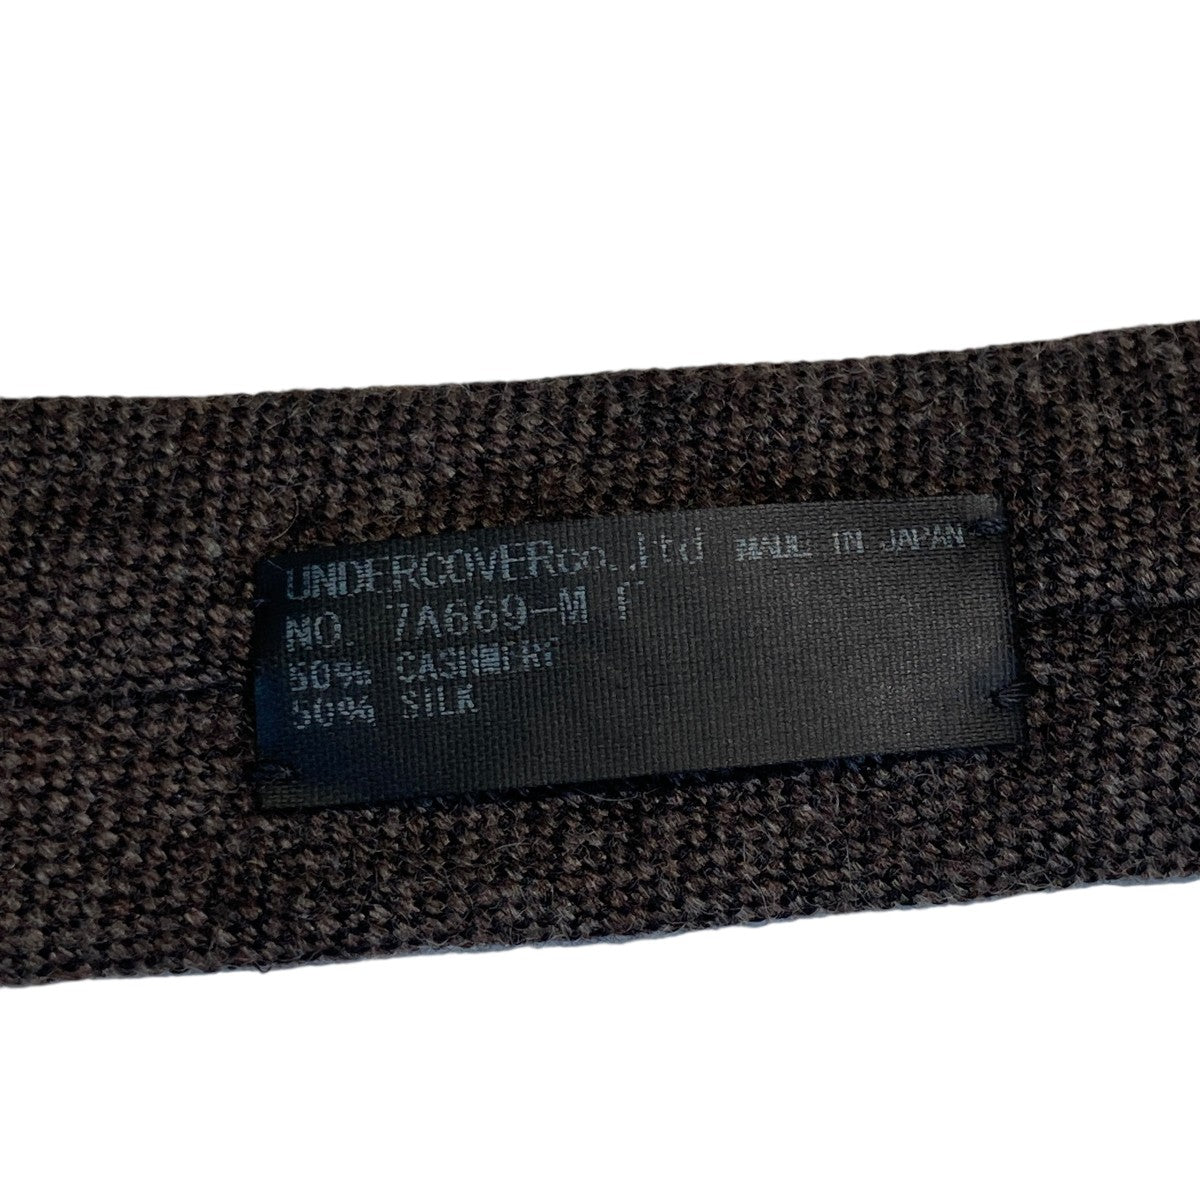 UNDERCOVERco.,ltd MADE IN JAPAN
NO. 7A669-M F
50% CASHMERE
50% SILK